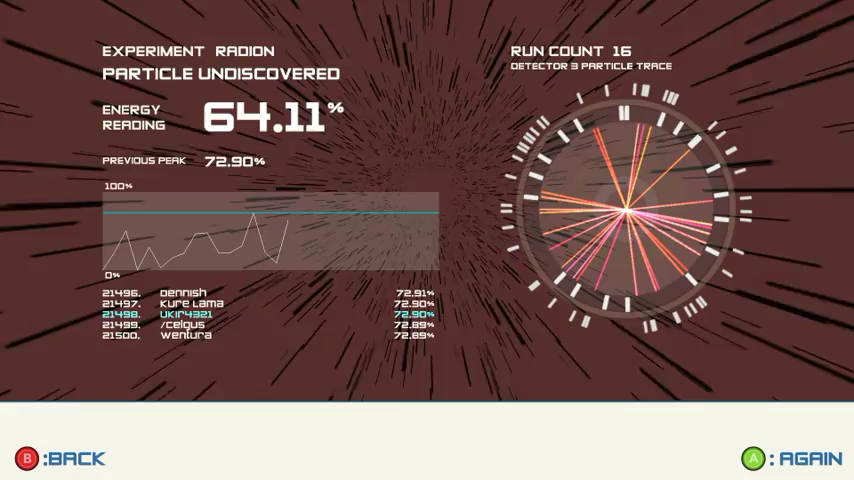 EXPERIMENT RADION
PARTICLE UNDISCOVERED
ENERGY READING 64.11%
PREVIOUS PEAK 72.90%
100%
0%
21496. Dennish 72.91%
21497. Kure Lama 72.90%
21498. UKIR4321 72.90%
21499. /celgus 72.89%
21500. wentura 72.89%
RUN COUNT 16
DETECTOR 3 PARTICLE TRACE
B :BACK
A : AGAIN